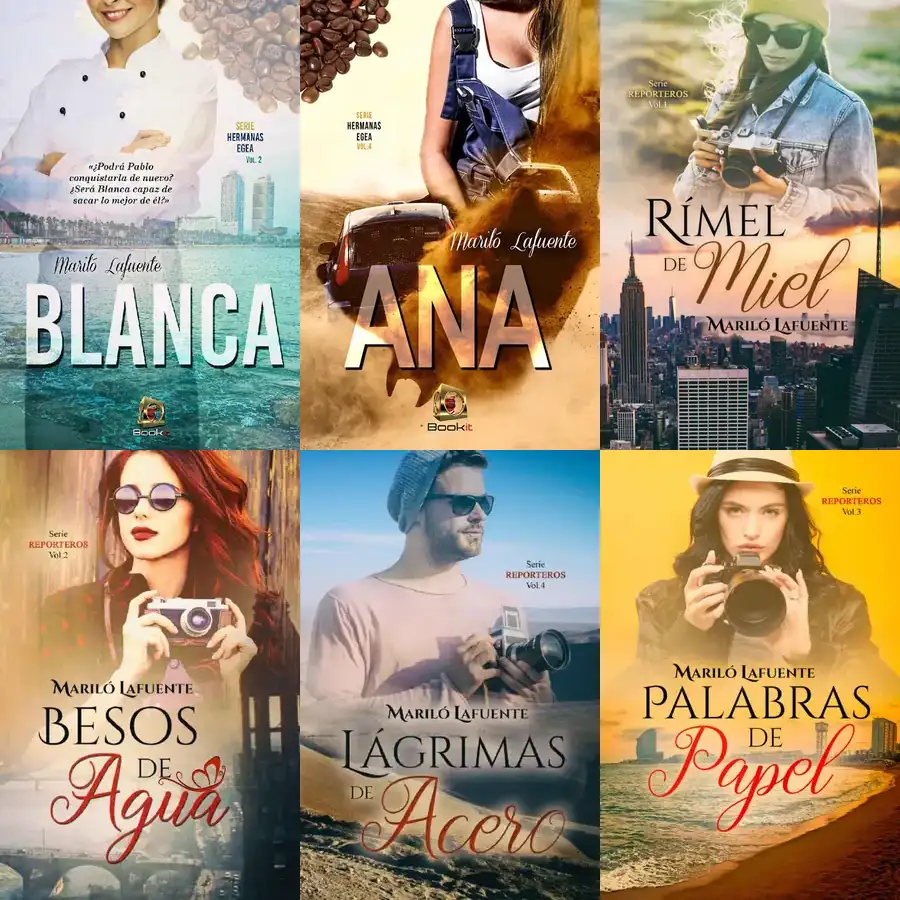 SERIE
HERMANAS
EGEA
VOL. 2
«¿Podrá Pablo
conquistarla de nuevo?
¿Será Blanca capaz de
sacar lo mejor de él?»
Mariló Lafuente
BLANCA
Bookit
SERIE
HERMANAS
EGEA
VOL.4
Mariló Lafuente
ANA
Bookit
Serie
REPORTEROS
Vol.1
RÍMEL
DE Miel
MARILÓ LAFUENTE
Serie
REPORTEROS
Vol.2
MARILÓ LAFUENTE
BESOS
DE
Agua
Serie
REPORTEROS
Vol.4
MARILÓ LAFUENTE
LÁGRIMAS
DE Acero
Serie
REPORTEROS
Vol.3
MARILÓ LAFUENTE
PALABRAS
DE
Papel